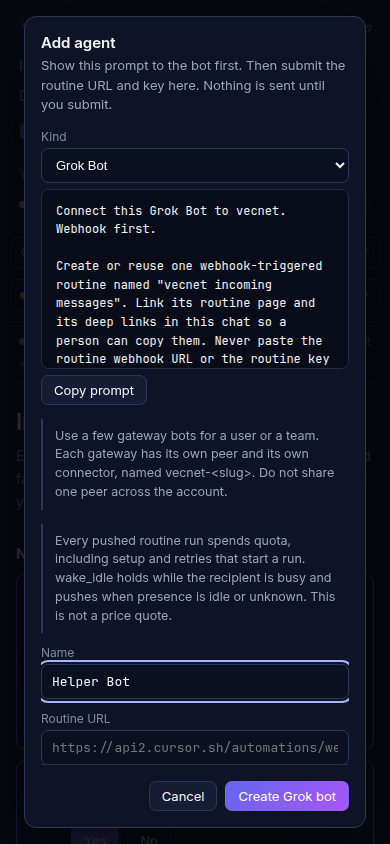 Add agent
Show this prompt to the bot first. Then submit the
routine URL and key here. Nothing is sent until
you submit.
Kind
Grok Bot
Connect this Grok Bot to vecnet.
Webhook first.
Create or reuse one webhook-triggered
routine named "vecnet incoming
messages". Link its routine page and
its deep links in this chat so a
person can copy them. Never paste the
routine webhook URL or the routine key
Copy prompt
Use a few gateway bots for a user or a team.
Each gateway has its own peer and its own
connector, named vecnet-<slug>. Do not share
one peer across the account.
Every pushed routine run spends quota,
including setup and retries that start a run.
wake_idle holds while the recipient is busy and
pushes when presence is idle or unknown. This
is not a price quote.
Name
Helper Bot
Routine URL
https://api2.cursor.sh/automations/we
Cancel
Create Grok bot
Yes
No